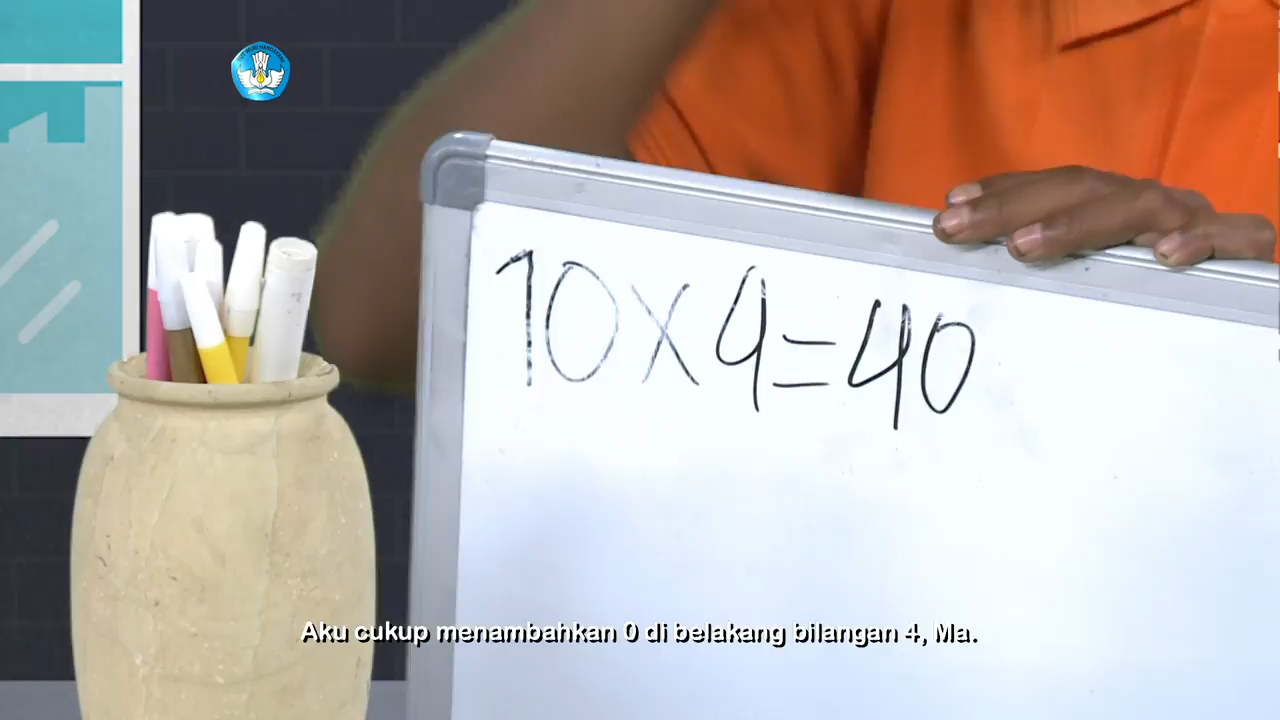 10 x 4 = 40
Aku cukup menambahkan 0 di belakang bilangan 4, Ma.